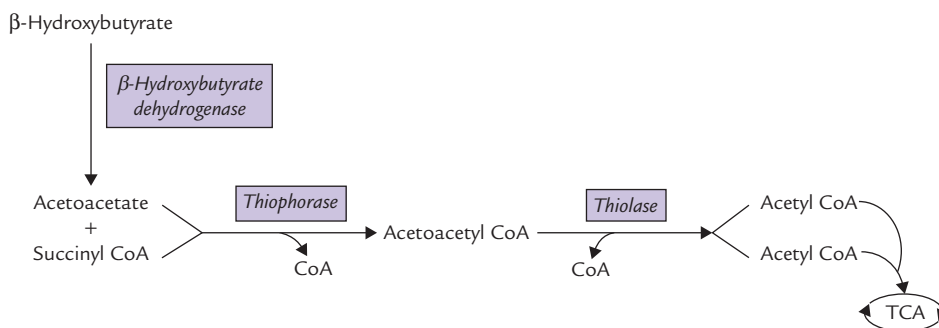 β-Hydroxybutyrate
β-Hydroxybutyrate
dehydrogenase
Acetoacetate
+
Succinyl CoA
Thiophorase
CoA
Acetoacetyl CoA
Thiolase
CoA
Acetyl CoA
Acetyl CoA
TCA